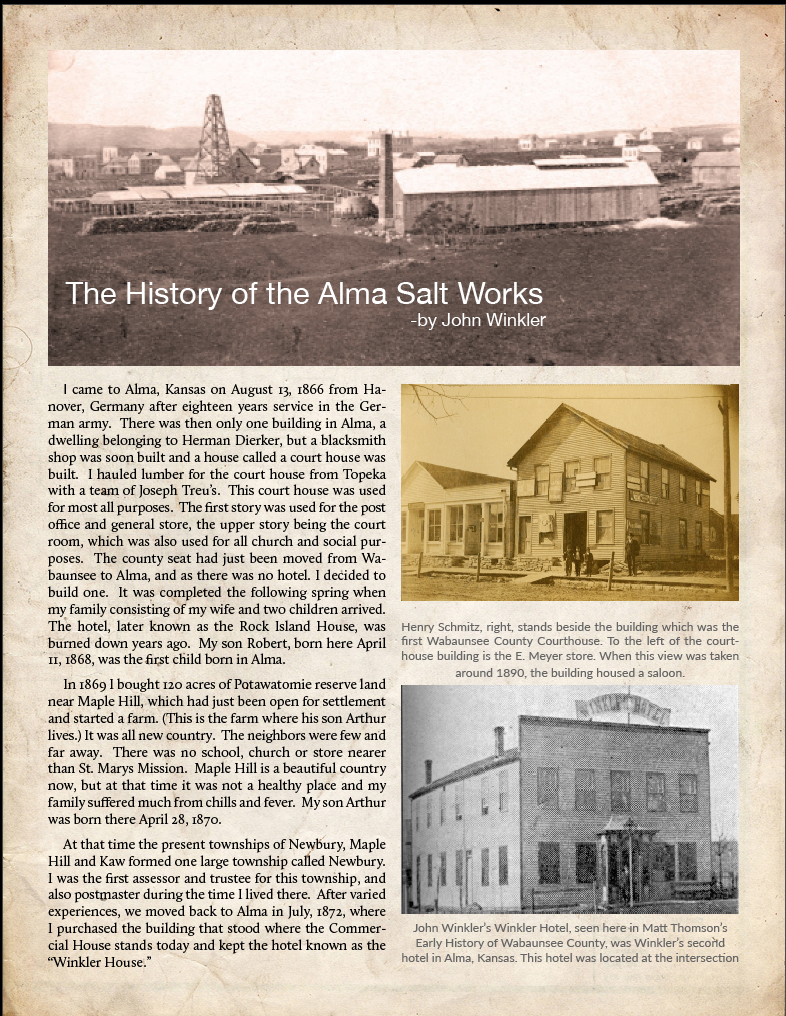 The History of the Alma Salt Works
-by John Winkler
I came to Alma, Kansas on August 13, 1866 from Ha-
nover, Germany after eighteen years service in the Ger-
man army. There was then only one building in Alma, a
dwelling belonging to Herman Dierker, but a blacksmith
shop was soon built and a house called a court house was
built. I hauled lumber for the court house from Topeka
with a team of Joseph Treu's. This court house was used
for most all purposes. The first story was used for the post
office and general store, the upper story being the court
room, which was also used for all church and social pur-
poses. The county seat had just been moved from Wa-
baunsee to Alma, and as there was no hotel. I decided to
build one. It was completed the following spring when
my family consisting of my wife and two children arrived.
The hotel, later known as the Rock Island House, was
burned down years ago. My son Robert, born here April
11, 1868, was the first child born in Alma.
In 1869 I bought 120 acres of Potawatomie reserve land
near Maple Hill, which had just been open for settlement
and started a farm. (This is the farm where his son Arthur
lives.) It was all new country. The neighbors were few and
far away. There was no school, church or store nearer
than St. Marys Mission. Maple Hill is a beautiful country
now, but at that time it was not a healthy place and my
family suffered much from chills and fever. My son Arthur
was born there April 28, 1870.
At that time the present townships of Newbury, Maple
Hill and Kaw formed one large township called Newbury.
I was the first assessor and trustee for this township, and
also postmaster during the time I lived there. After varied
experiences, we moved back to Alma in July, 1872, where
I purchased the building that stood where the Commer-
cial House stands today and kept the hotel known as the
“Winkler House.”
Henry Schmitz, right, stands beside the building which was the
first Wabaunsee County Courthouse. To the left of the court-
house building is the E. Meyer store. When this view was taken
around 1890, the building housed a saloon.
WINKLER HOTEL
John Winkler's Winkler Hotel, seen here in Matt Thomson's
Early History of Wabaunsee County, was Winkler's second
hotel in Alma, Kansas. This hotel was located at the intersection